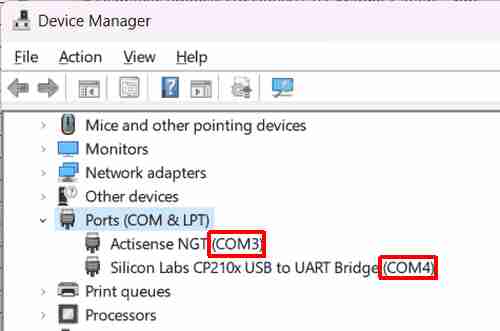 Device Manager
File Action View Help
Mice and other pointing devices
Monitors
Network adapters
Other devices
Ports (COM & LPT)
Actisense NGT (COM3)
Silicon Labs CP210x USB to UART Bridge (COM4)
Print queues
Processors